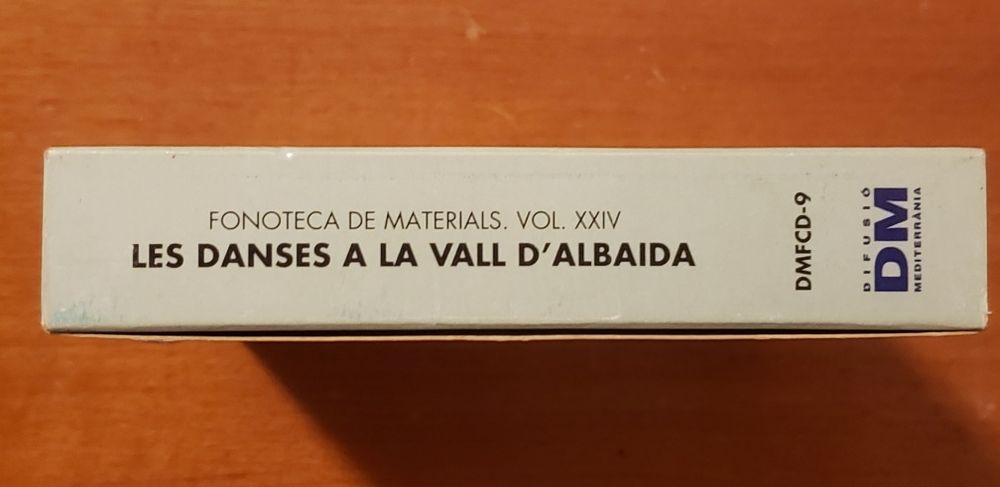 FONOTECA DE MATERIALS. VOL. XXIV
LES DANSES A LA VALL D'ALBAIDA
DMFCD-9
DIFUSIÓ
DM
MEDITERRÀNIA